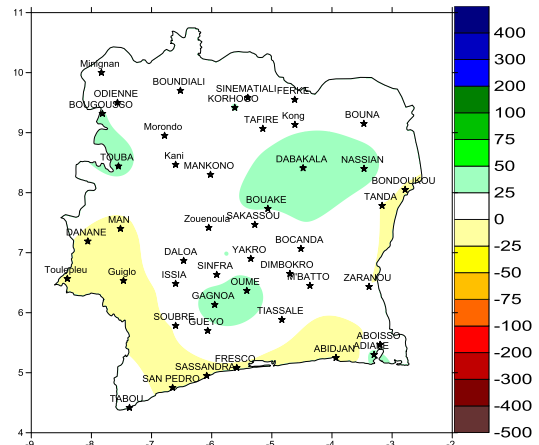 11
10
9
8
7
6
5
4
-9
-8
-7
-6
-5
-4
-3
-2
Minignan
ODIENNE
BOUGOUSSO
BOUNDIALI
SINEMATIALI
FERKE
KORHOGO
TAFIRE
Kong
BOUNA
Morondo
TOUBA
Kani
MANKONO
DABAKALA
NASSIAN
BONDOUKOU
TANDA
BOUAKE
SAKASSOU
Zouenoula
MAN
DANANE
BOCANDA
YAKRO
DALOA
DIMBOKRO
SINFRA
M'BATTO
Toulepleu
Guiglo
ISSIA
OUME
ZARANOU
GAGNOA
TIASSALE
SOUBRE
GUEYO
ABOISSO
ADIAKE
ABIDJAN
FRESCO
SASSANDRA
SAN PEDRO
TABOU
400
300
200
100
75
50
25
0
-25
-50
-75
-100
-200
-300
-400
-500